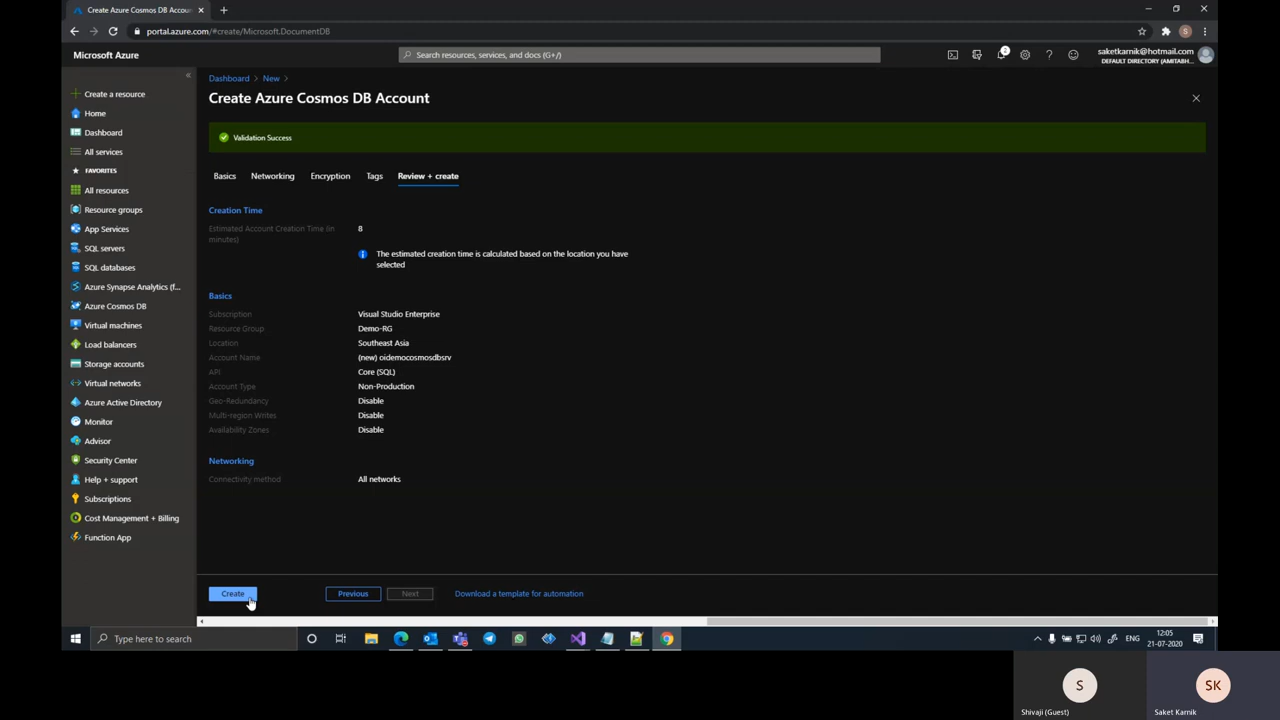 Create Azure Cosmos DB Accoun
portal.azure.com/#create/Microsoft.DocumentDB
S
Microsoft Azure
Search resources, services, and docs (G+/)
2
saketkarnik@hotmail.com
DEFAULT DIRECTORY (AMITABH...
Create a resource
Home
Dashboard
All services
FAVORITES
All resources
Resource groups
App Services
SQL servers
SQL databases
Azure Synapse Analytics (f...
Azure Cosmos DB
Virtual machines
Load balancers
Storage accounts
Virtual networks
Azure Active Directory
Monitor
Advisor
Security Center
Help + support
Subscriptions
Cost Management + Billing
Function App
Dashboard > New >
Create Azure Cosmos DB Account
Validation Success
Basics Networking Encryption Tags Review + create
Creation Time
Estimated Account Creation Time (in minutes) 8
The estimated creation time is calculated based on the location you have
selected
Basics
Subscription Visual Studio Enterprise
Resource Group Demo-RG
Location Southeast Asia
Account Name (new) oidemocosmosdbsrv
API Core (SQL)
Account Type Non-Production
Geo-Redundancy Disable
Multi-region Writes Disable
Availability Zones Disable
Networking
Connectivity method All networks
Create Previous Next Download a template for automation
Type here to search
ENG
12:05
21-07-2020
S
Shivaji (Guest)
SK
Saket Karnik